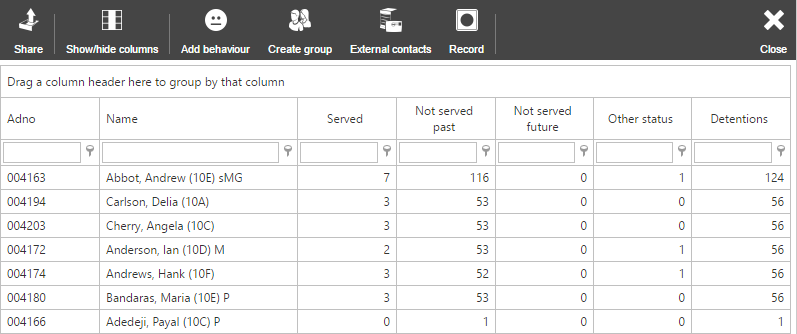 Share Show/hide columns Add behaviour Create group External contacts Record Close
Drag a column header here to group by that column
Adno Name Served Not served past Not served future Other status Detentions
004163 Abbot, Andrew (10E) sMG 7 116 0 1 124
004194 Carlson, Delia (10A) 3 53 0 0 56
004203 Cherry, Angela (10C) 3 53 0 0 56
004172 Anderson, Ian (10D) M 2 53 0 1 56
004174 Andrews, Hank (10F) 3 52 0 1 56
004180 Bandaras, Maria (10E) P 3 53 0 0 56
004166 Adedeji, Payal (10C) P 0 1 0 0 1